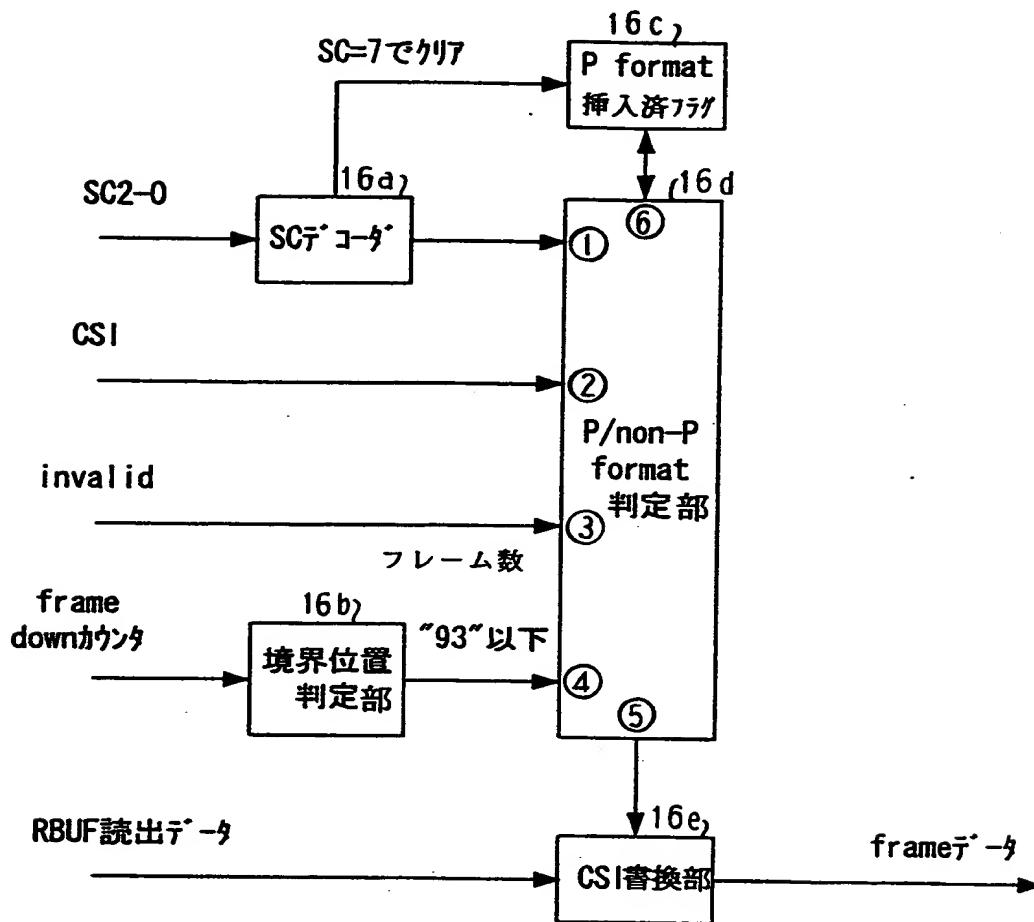 16c
SC=7でクリア
P format
挿入済フラグ
16a
16d
SC2-0
SCデコーダ
①
⑥
CSI
②
P/non-P
format
判定部
invalid
③
フレーム数
frame
downカウンタ
16b
"93"以下
境界位置
判定部
④
⑤
RBUF読出データ
16e
CSI書換部
frameデータ